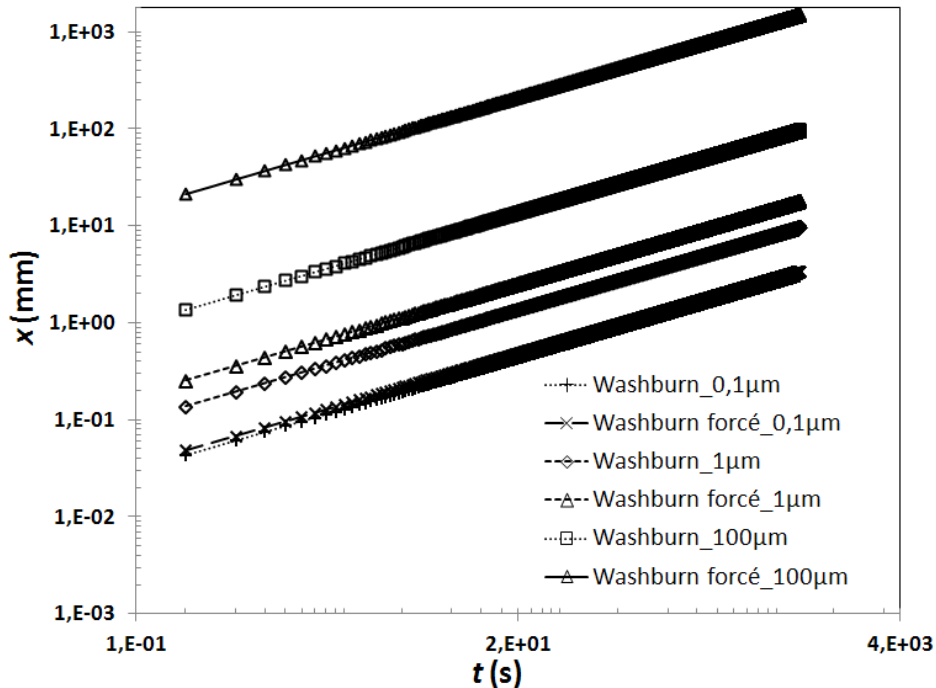 1,E+03
1,E+02
1,E+01
1,E+00
1,E-01
1,E-02
1,E-03
x (mm)
Washburn_0,1µm
Washburn forcé_0,1µm
Washburn_1µm
Washburn forcé_1µm
Washburn_100µm
Washburn forcé_100µm
1,E-01
2,E+01
4,E+03
t (s)